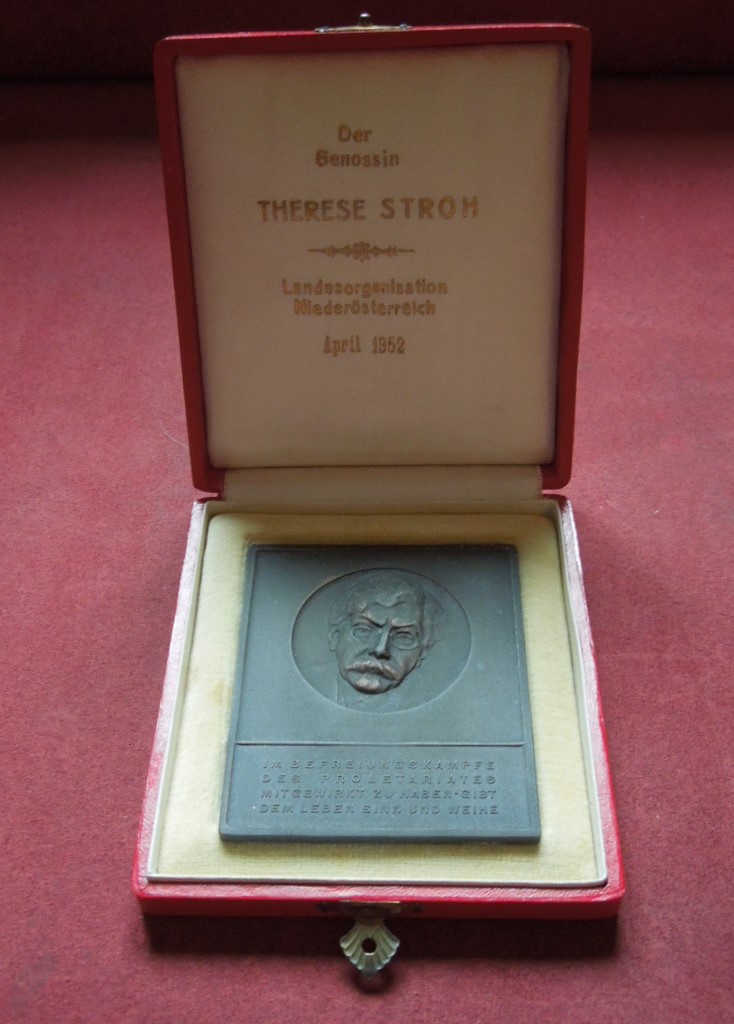 Der
Genossin
THERESE STROH
Landesorganisation
Niederösterreich
April 1952
IM BEFREIUNGSKAMPFE
DES PROLETARIATES
MITGEWIRKT ZU HABEN-GIBT
DEM LEBEN SINN UND WEIHE